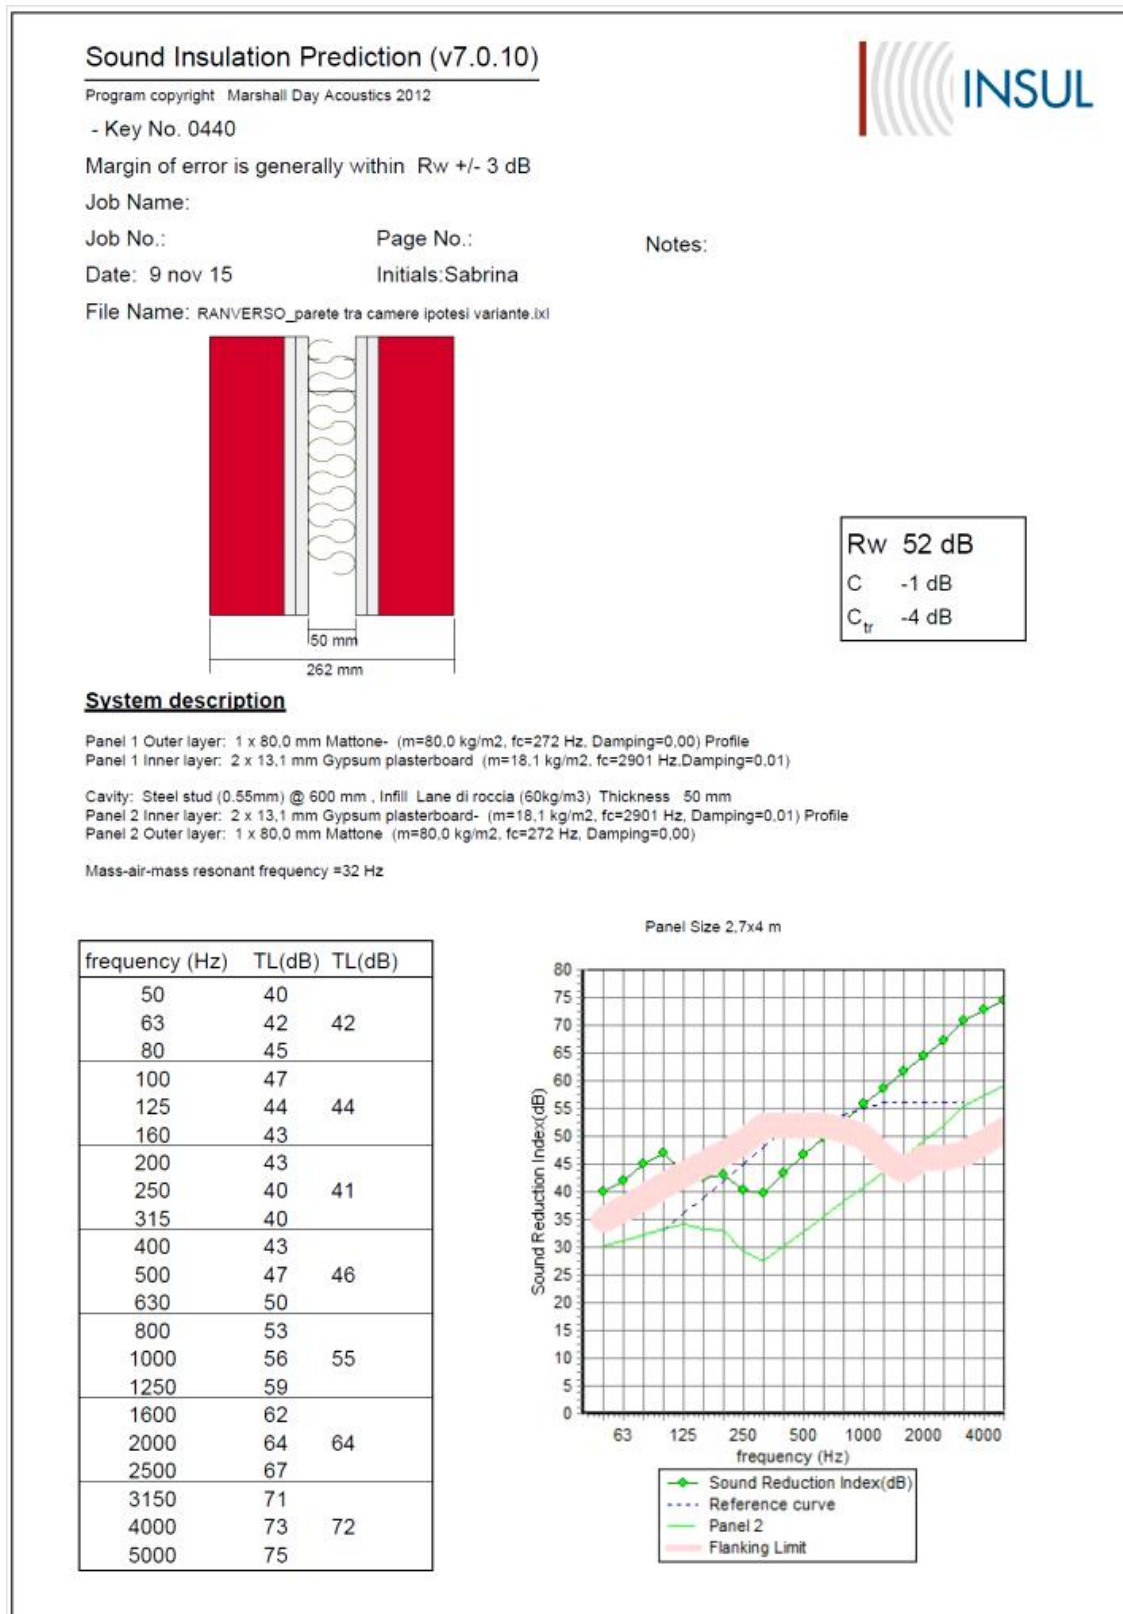 Sound Insulation Prediction (v7.0.10)
INSUL
Program copyright Marshall Day Acoustics 2012
- Key No. 0440
Margin of error is generally within Rw +/- 3 dB
Job Name:
Job No.: Page No.: Notes:
Date: 9 nov 15 Initials:Sabrina
File Name: RANVERSO_parete tra camere ipotesi variante.ixl
50 mm
262 mm
Rw 52 dB
C -1 dB
Ctr -4 dB
System description
Panel 1 Outer layer: 1 x 80,0 mm Mattone- (m=80.0 kg/m2, fc=272 Hz, Damping=0,00) Profile
Panel 1 Inner layer: 2 x 13,1 mm Gypsum plasterboard (m=18,1 kg/m2, fc=2901 Hz,Damping=0.01)
Cavity: Steel stud (0.55mm) @ 600 mm , Infill Lane di roccia (60kg/m3) Thickness 50 mm
Panel 2 Inner layer: 2 x 13,1 mm Gypsum plasterboard- (m=18,1 kg/m2, fc=2901 Hz, Damping=0,01) Profile
Panel 2 Outer layer: 1 x 80,0 mm Mattone (m=80,0 kg/m2, fc=272 Hz, Damping=0,00)
Mass-air-mass resonant frequency =32 Hz
frequency (Hz) TL(dB) TL(dB)
50 40
63 42 42
80 45
100 47
125 44 44
160 43
200 43
250 40 41
315 40
400 43
500 47 46
630 50
800 53
1000 56 55
1250 59
1600 62
2000 64 64
2500 67
3150 71
4000 73 72
5000 75
Panel Size 2,7x4 m
Sound Reduction Index(dB)
80
75
70
65
60
55
50
45
40
35
30
25
20
15
10
5
0
63 125 250 500 1000 2000 4000
frequency (Hz)
Sound Reduction Index(dB)
Reference curve
Panel 2
Flanking Limit